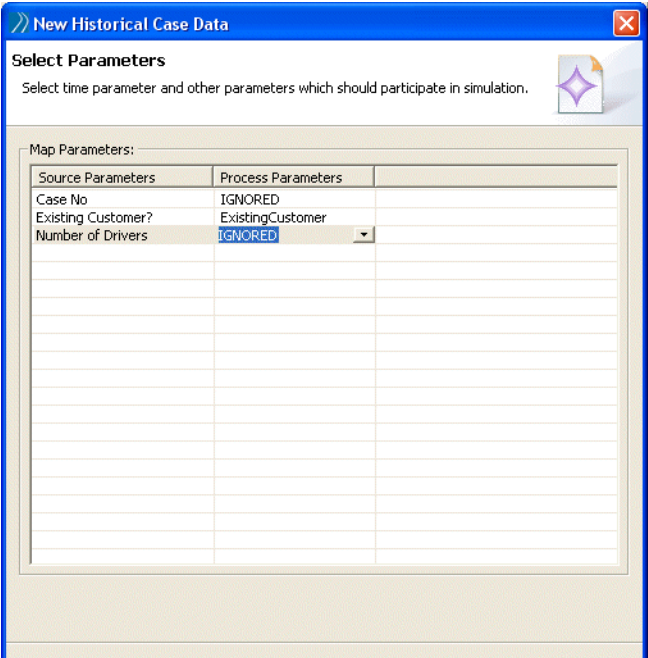 New Historical Case Data
Select Parameters
Select time parameter and other parameters which should participate in simulation.
Map Parameters:
Source Parameters Process Parameters
Case No IGNORED
Existing Customer? ExistingCustomer
Number of Drivers IGNORED